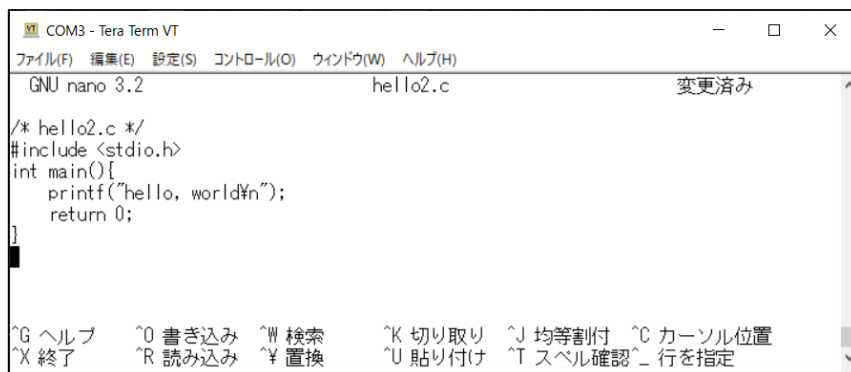 COM3 - Tera Term VT
ファイル(F) 編集(E) 設定(S) コントロール(O) ウィンドウ(W) ヘルプ(H)
GNU nano 3.2 hello2.c 変更済み
/* hello2.c */
#include <stdio.h>
int main(){
printf("hello, world¥n");
return 0;
}
^G ヘルプ ^O 書き込み ^W 検索 ^K 切り取り ^J 均等割付 ^C カーソル位置
^X 終了 ^R 読み込み ^¥ 置換 ^U 貼り付け ^T スペル確認^_ 行を指定